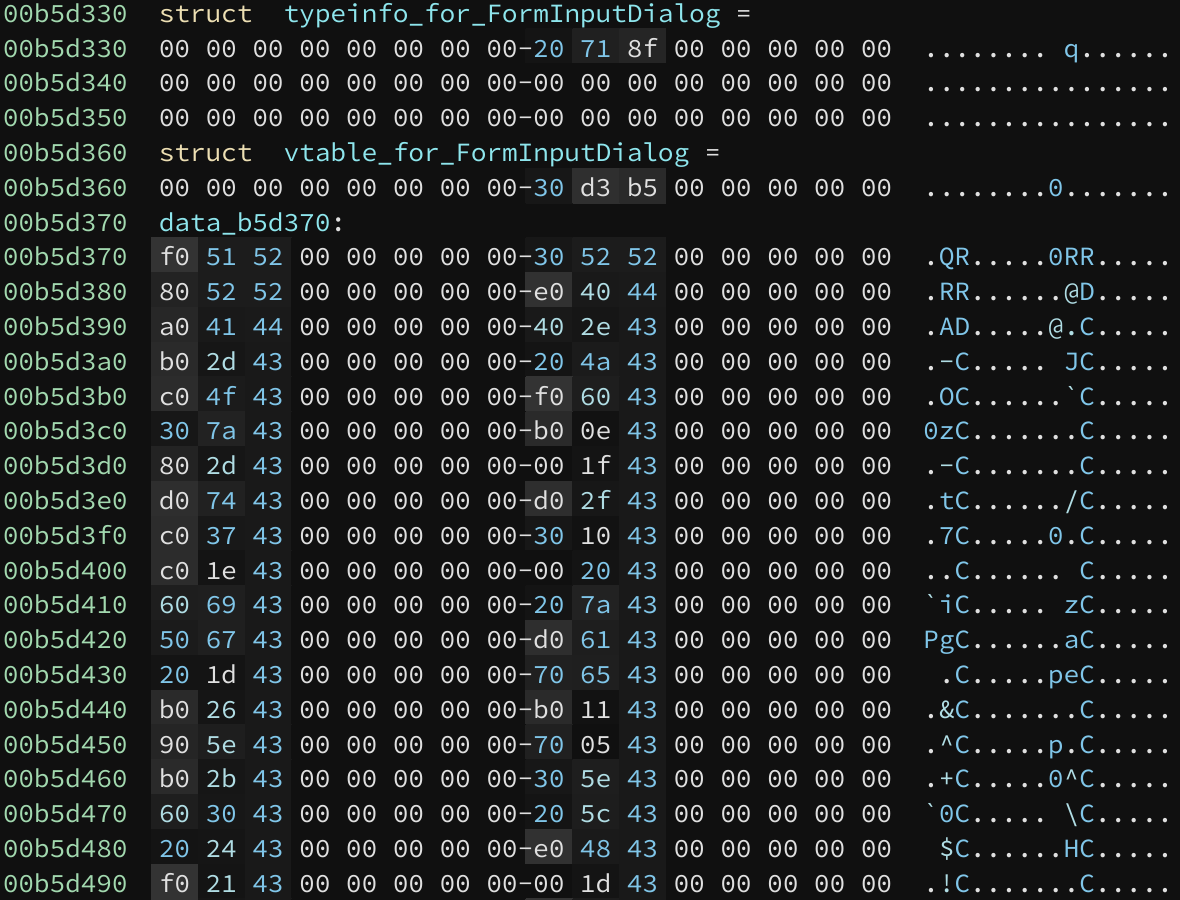 00b5d330  struct  typeinfo_for_FormInputDialog =
00b5d330  00 00 00 00 00 00 00 00-20 71 8f 00 00 00 00 00  ........ q......
00b5d340  00 00 00 00 00 00 00 00-00 00 00 00 00 00 00 00  ................
00b5d350  00 00 00 00 00 00 00 00-00 00 00 00 00 00 00 00  ................
00b5d360  struct  vtable_for_FormInputDialog =
00b5d360  00 00 00 00 00 00 00 00-30 d3 b5 00 00 00 00 00  ........0.......
00b5d370  data_b5d370:
00b5d370  f0 51 52 00 00 00 00 00-30 52 52 00 00 00 00 00  .QR.....0RR.....
00b5d380  80 52 52 00 00 00 00 00-e0 40 44 00 00 00 00 00  .RR......@D.....
00b5d390  a0 41 44 00 00 00 00 00-40 2e 43 00 00 00 00 00  .AD.....@.C.....
00b5d3a0  b0 2d 43 00 00 00 00 00-20 4a 43 00 00 00 00 00  .-C..... JC.....
00b5d3b0  c0 4f 43 00 00 00 00 00-f0 60 43 00 00 00 00 00  .OC......`C.....
00b5d3c0  30 7a 43 00 00 00 00 00-b0 0e 43 00 00 00 00 00  0zC.......C.....
00b5d3d0  80 2d 43 00 00 00 00 00-00 1f 43 00 00 00 00 00  .-C.......C.....
00b5d3e0  d0 74 43 00 00 00 00 00-d0 2f 43 00 00 00 00 00  .tC....../C.....
00b5d3f0  c0 37 43 00 00 00 00 00-30 10 43 00 00 00 00 00  .7C.....0.C.....
00b5d400  c0 1e 43 00 00 00 00 00-00 20 43 00 00 00 00 00  ..C...... C.....
00b5d410  60 69 43 00 00 00 00 00-20 7a 43 00 00 00 00 00  `iC..... zC.....
00b5d420  50 67 43 00 00 00 00 00-d0 61 43 00 00 00 00 00  PgC......aC.....
00b5d430  20 1d 43 00 00 00 00 00-70 65 43 00 00 00 00 00   .C.....peC.....
00b5d440  b0 26 43 00 00 00 00 00-b0 11 43 00 00 00 00 00  .&C.......C.....
00b5d450  90 5e 43 00 00 00 00 00-70 05 43 00 00 00 00 00  .^C.....p.C.....
00b5d460  b0 2b 43 00 00 00 00 00-30 5e 43 00 00 00 00 00  .+C.....0^C.....
00b5d470  60 30 43 00 00 00 00 00-20 5c 43 00 00 00 00 00  `0C..... \C.....
00b5d480  20 24 43 00 00 00 00 00-e0 48 43 00 00 00 00 00   $C......HC.....
00b5d490  f0 21 43 00 00 00 00 00-00 1d 43 00 00 00 00 00  .!C.......C.....